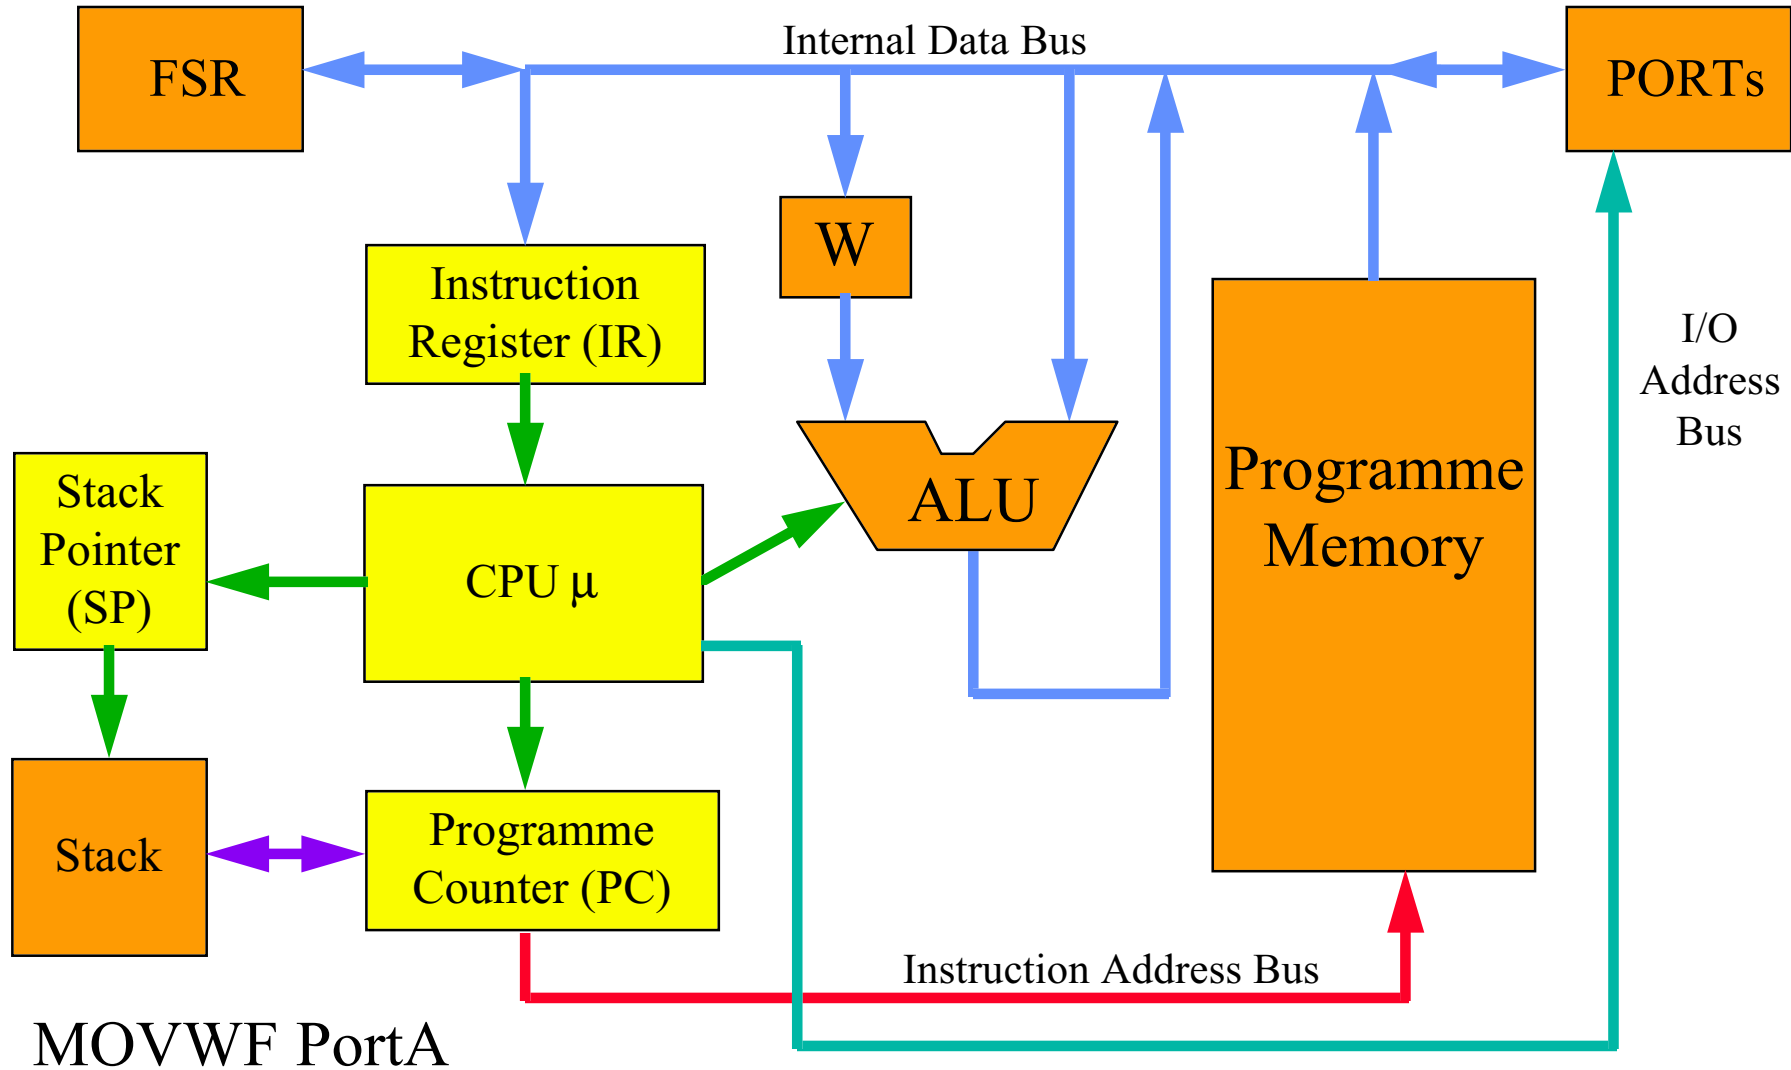 Internal Data Bus
FSR
PORTs
W
Instruction
Register (IR)
I/O
Address
Bus
Stack
Pointer
(SP)
CPU µ
ALU
Programme
Memory
Stack
Programme
Counter (PC)
Instruction Address Bus
MOVWF PortA